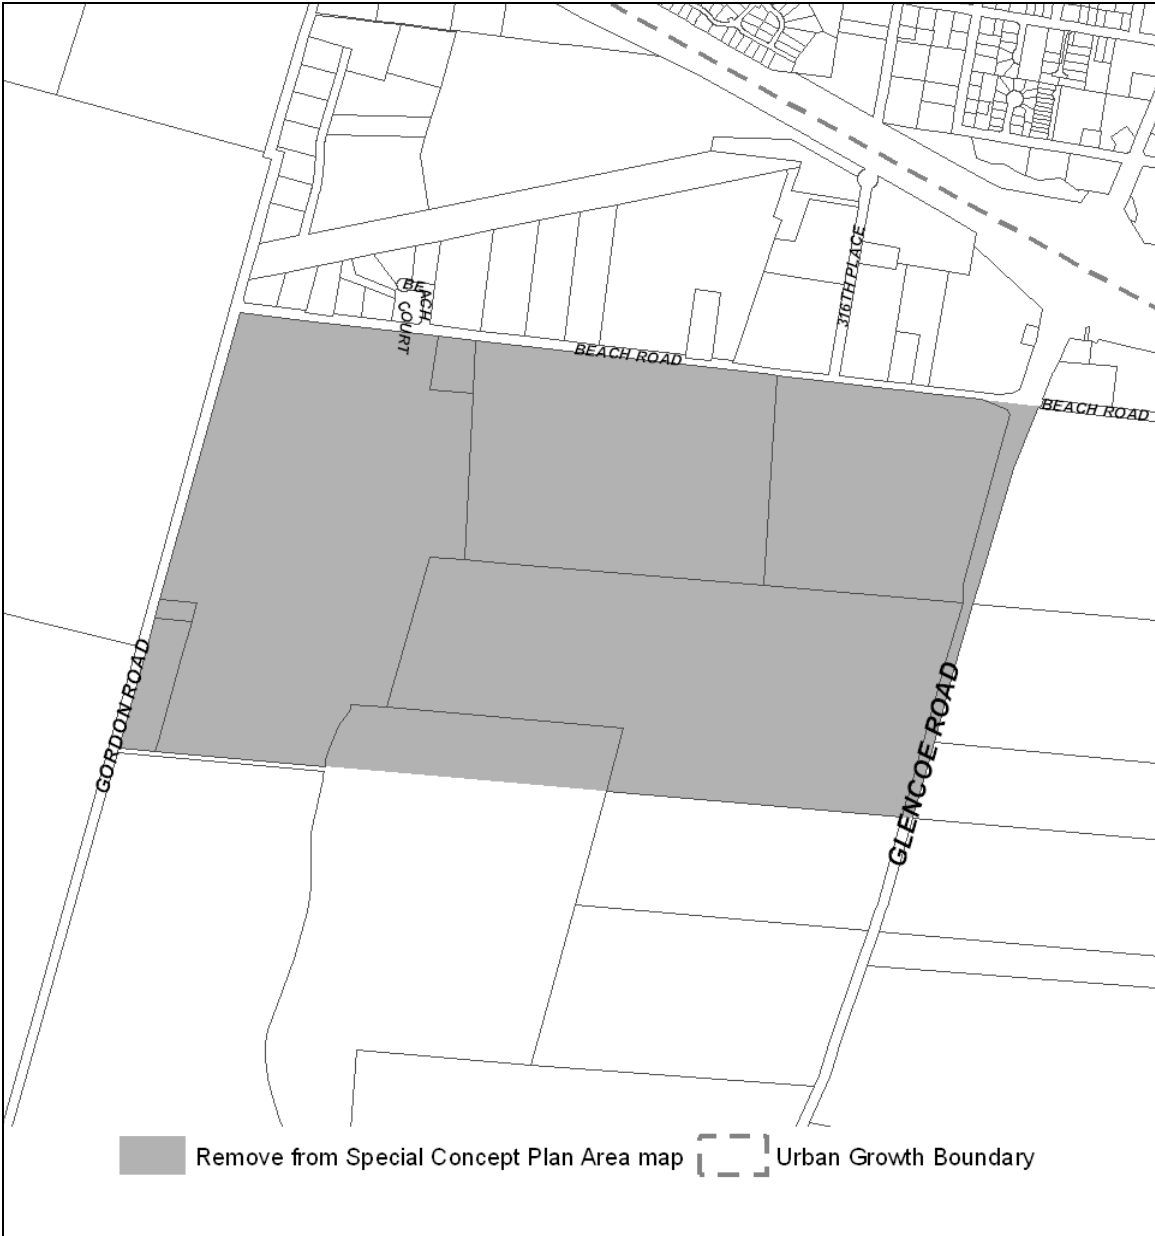 316TH PLACE
BEACH
COURT
BEACH ROAD
BEACH ROAD
GORDON ROAD
GLENCOE ROAD
Remove from Special Concept Plan Area map
Urban Growth Boundary